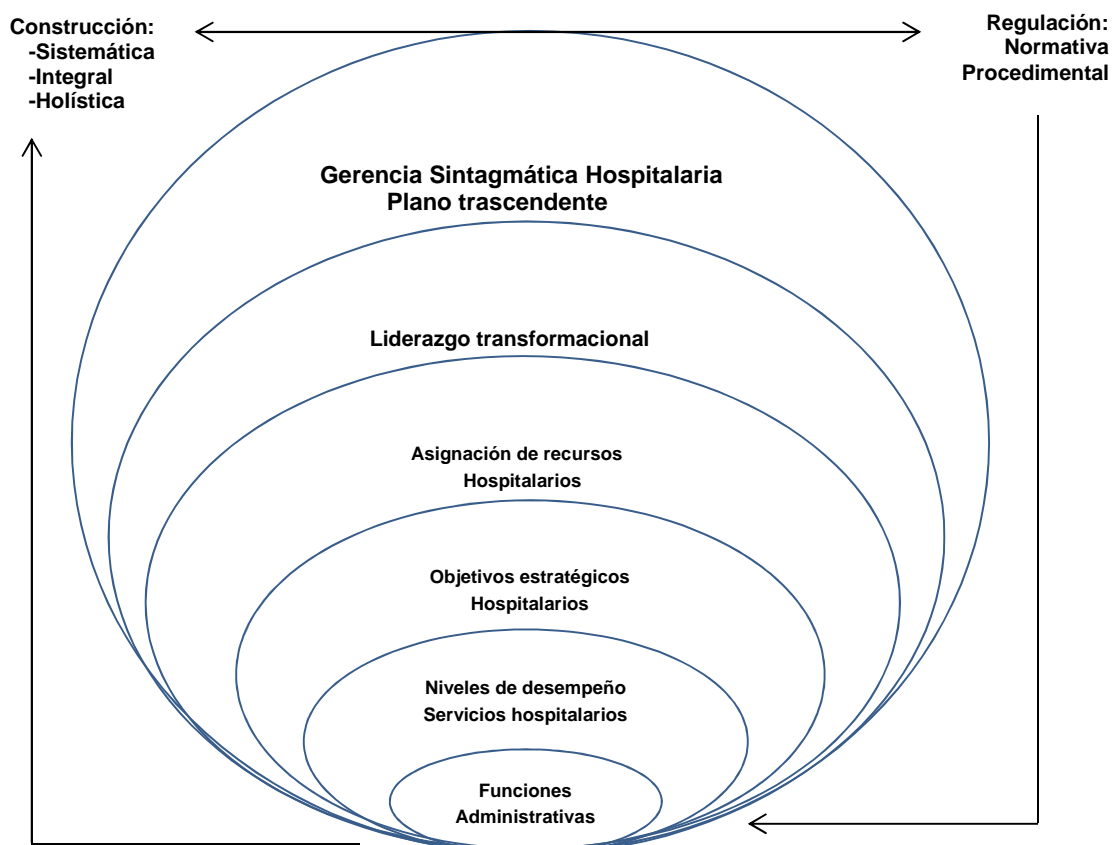 Construcción:
-Sistemática
-Integral
-Holística
Regulación:
Normativa
Procedimental
Gerencia Sintagmática Hospitalaria
Plano trascendente
Liderazgo transformacional
Asignación de recursos
Hospitalarios
Objetivos estratégicos
Hospitalarios
Niveles de desempeño
Servicios hospitalarios
Funciones
Administrativas